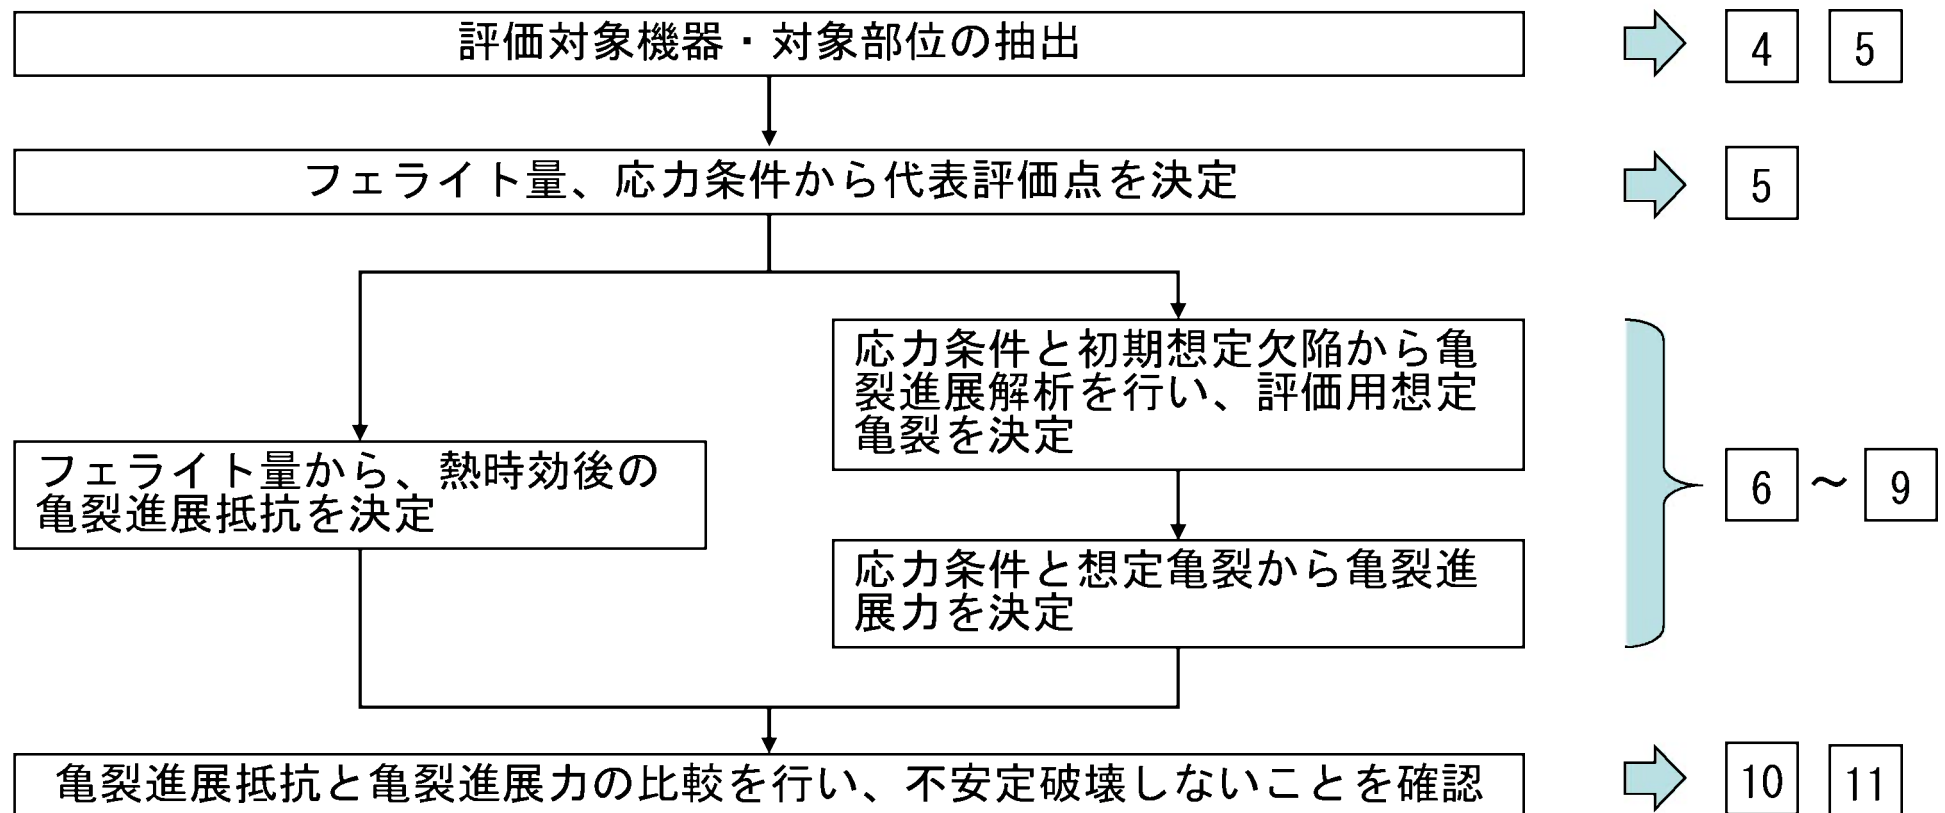 評価対象機器・対象部位の抽出
4 5
フェライト量、応力条件から代表評価点を決定
5
応力条件と初期想定欠陥から亀
裂進展解析を行い、評価用想定
亀裂を決定
フェライト量から、熱時効後の
亀裂進展抵抗を決定
6 ～ 9
応力条件と想定亀裂から亀裂進
展力を決定
亀裂進展抵抗と亀裂進展力の比較を行い、不安定破壊しないことを確認
10 11